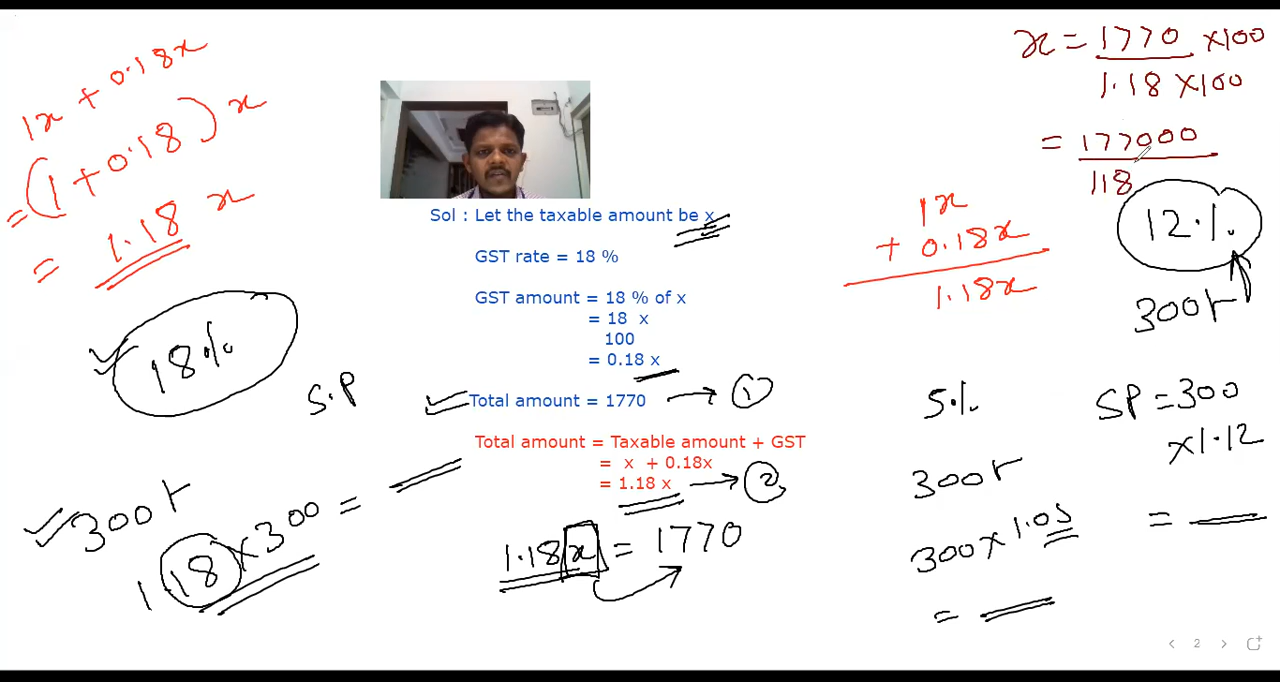 1x + 0.18x
= (1 + 0.18) x
= 1.18 x
18%
S.P
300 r
1.18 × 300 =
Sol : Let the taxable amount be x
GST rate = 18 %
GST amount = 18 % of x
= 18 x
100
= 0.18 x
Total amount = 1770 → 1
Total amount = Taxable amount + GST
= x + 0.18x
= 1.18 x → 2
1.18 x = 1770
1x
+ 0.18x
1.18x
5%
300 r
300 × 1.05
=
x = 1770 × 100
1.18 × 100
= 177000
118
12%
300 r
SP = 300
× 1.12
=
2